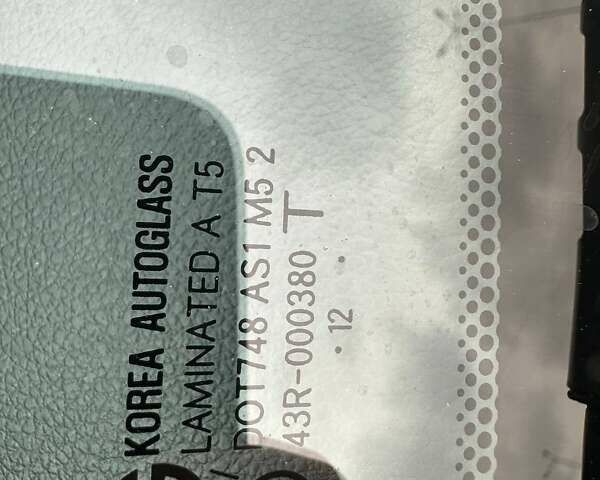 KOREA AUTOGLASS
LAMINATED A T5
DOT748 AS1 M5 2
43R-000380 T
· 12 ·